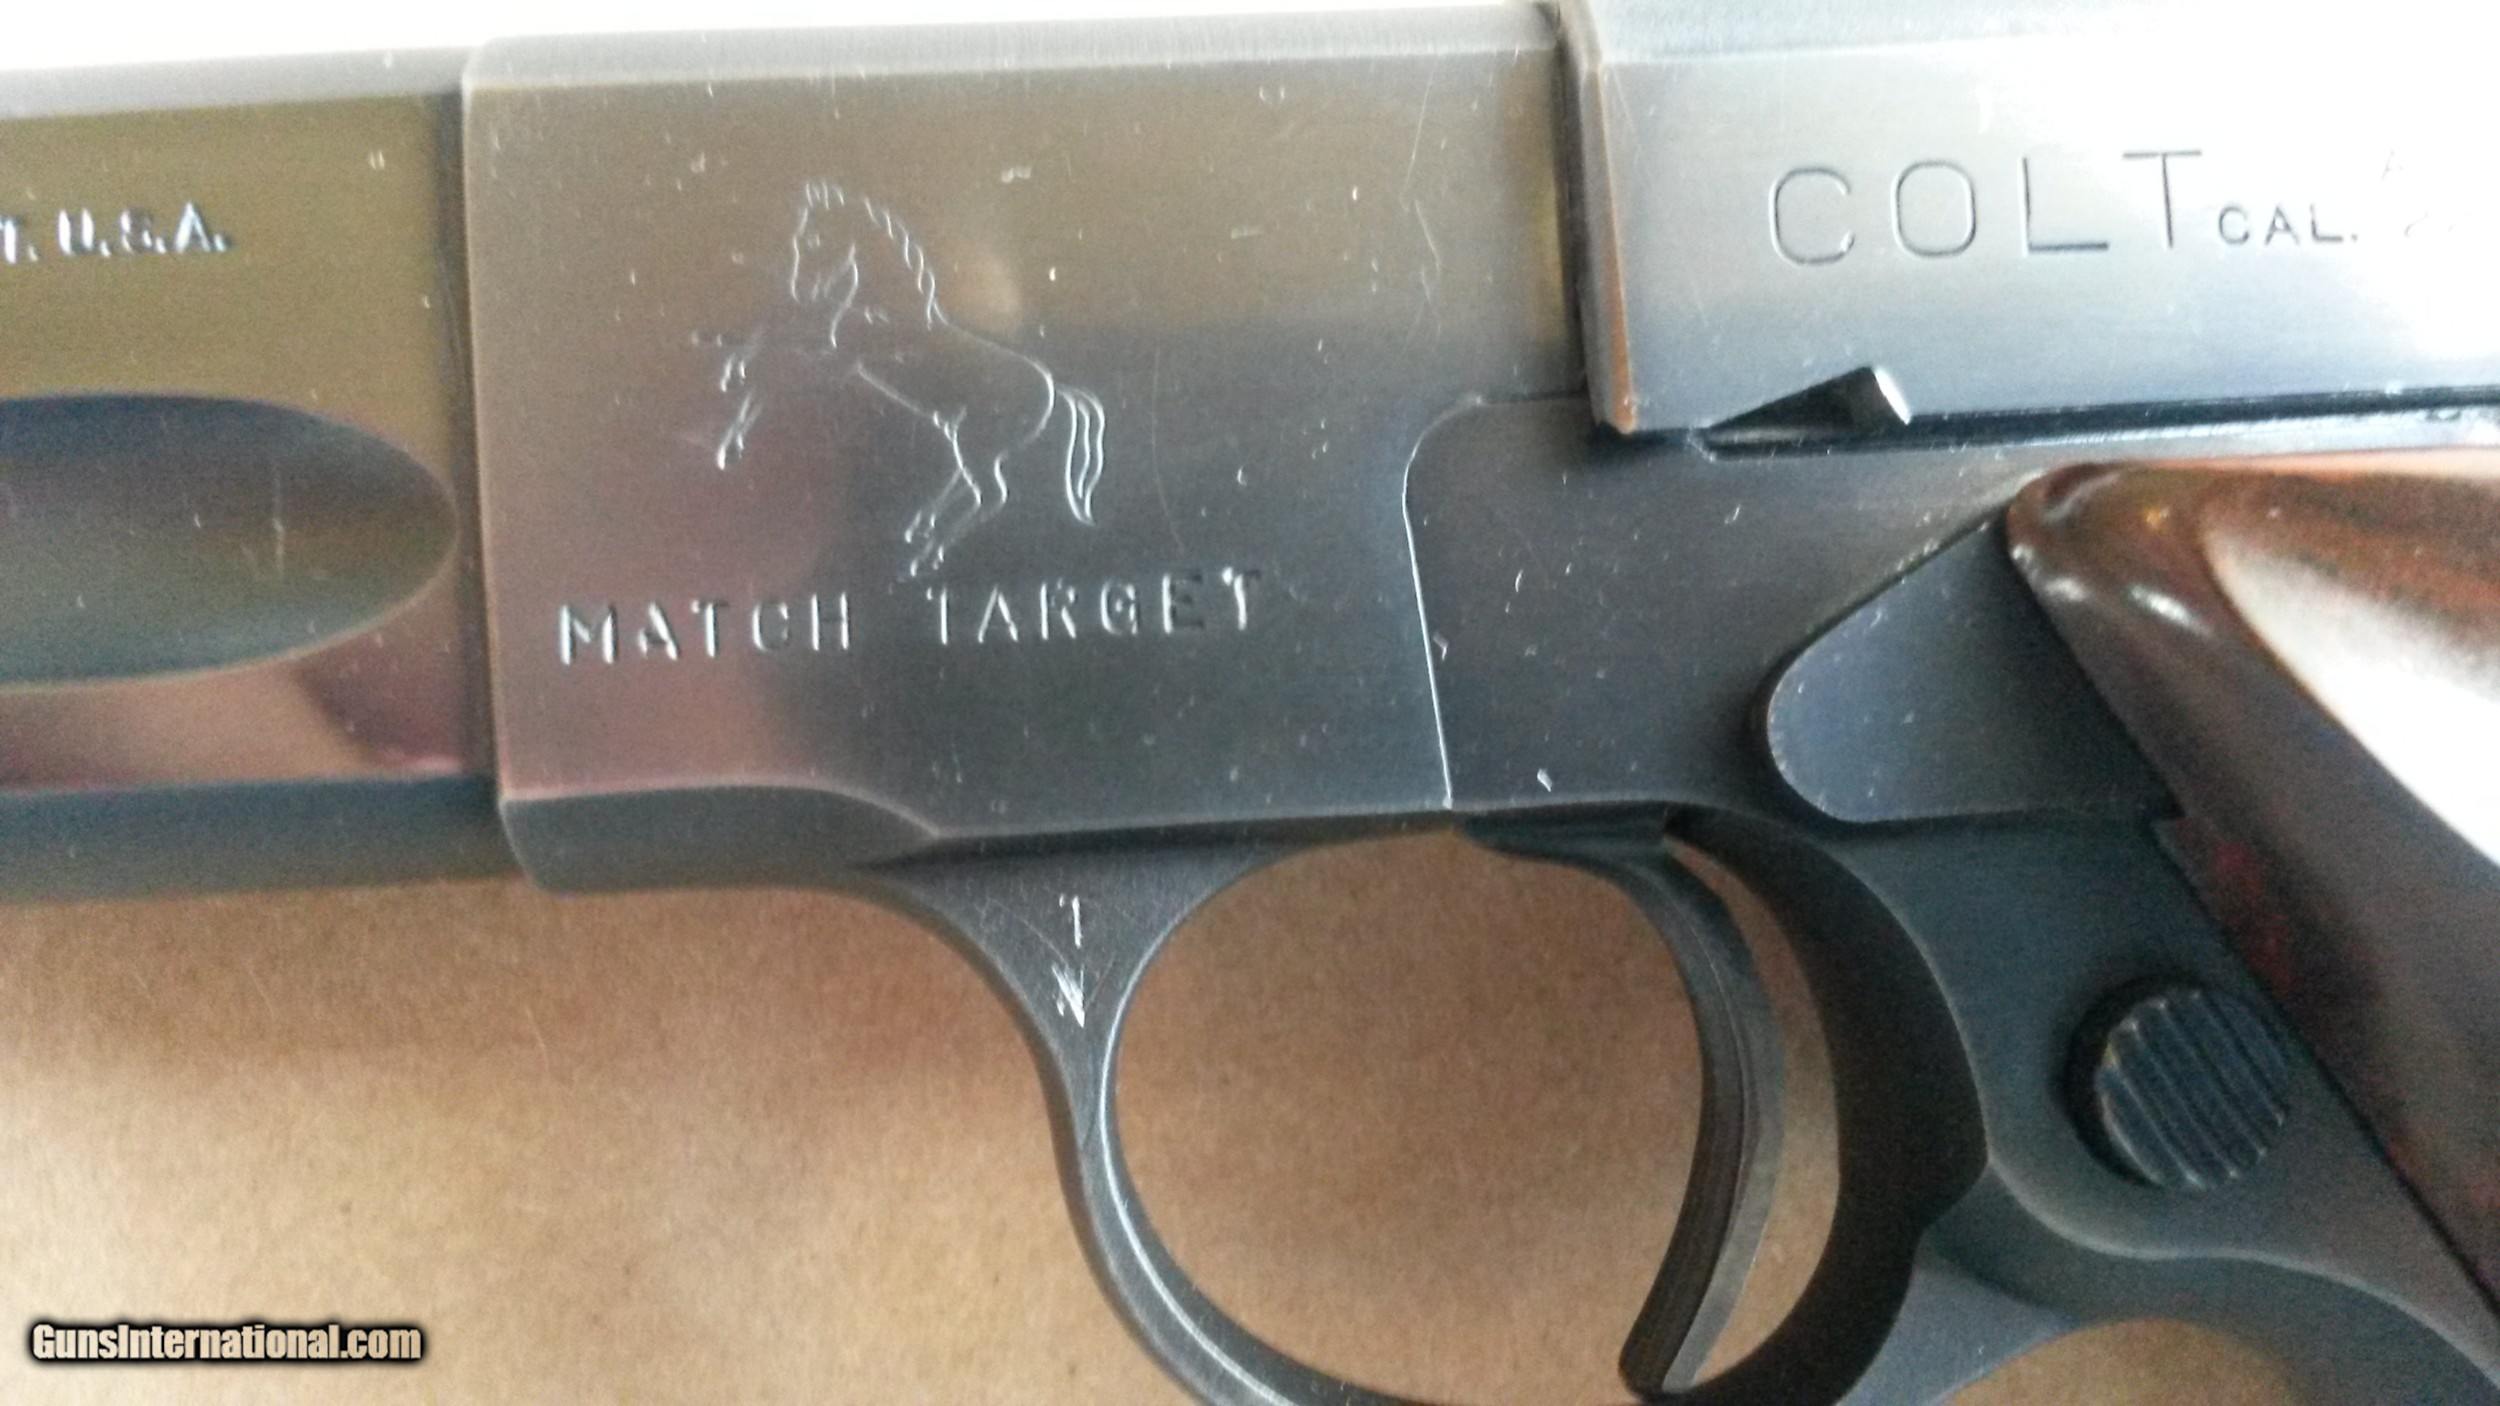 U.S.A.
COLT CAL.
MATCH TARGET
GunsInternational.com